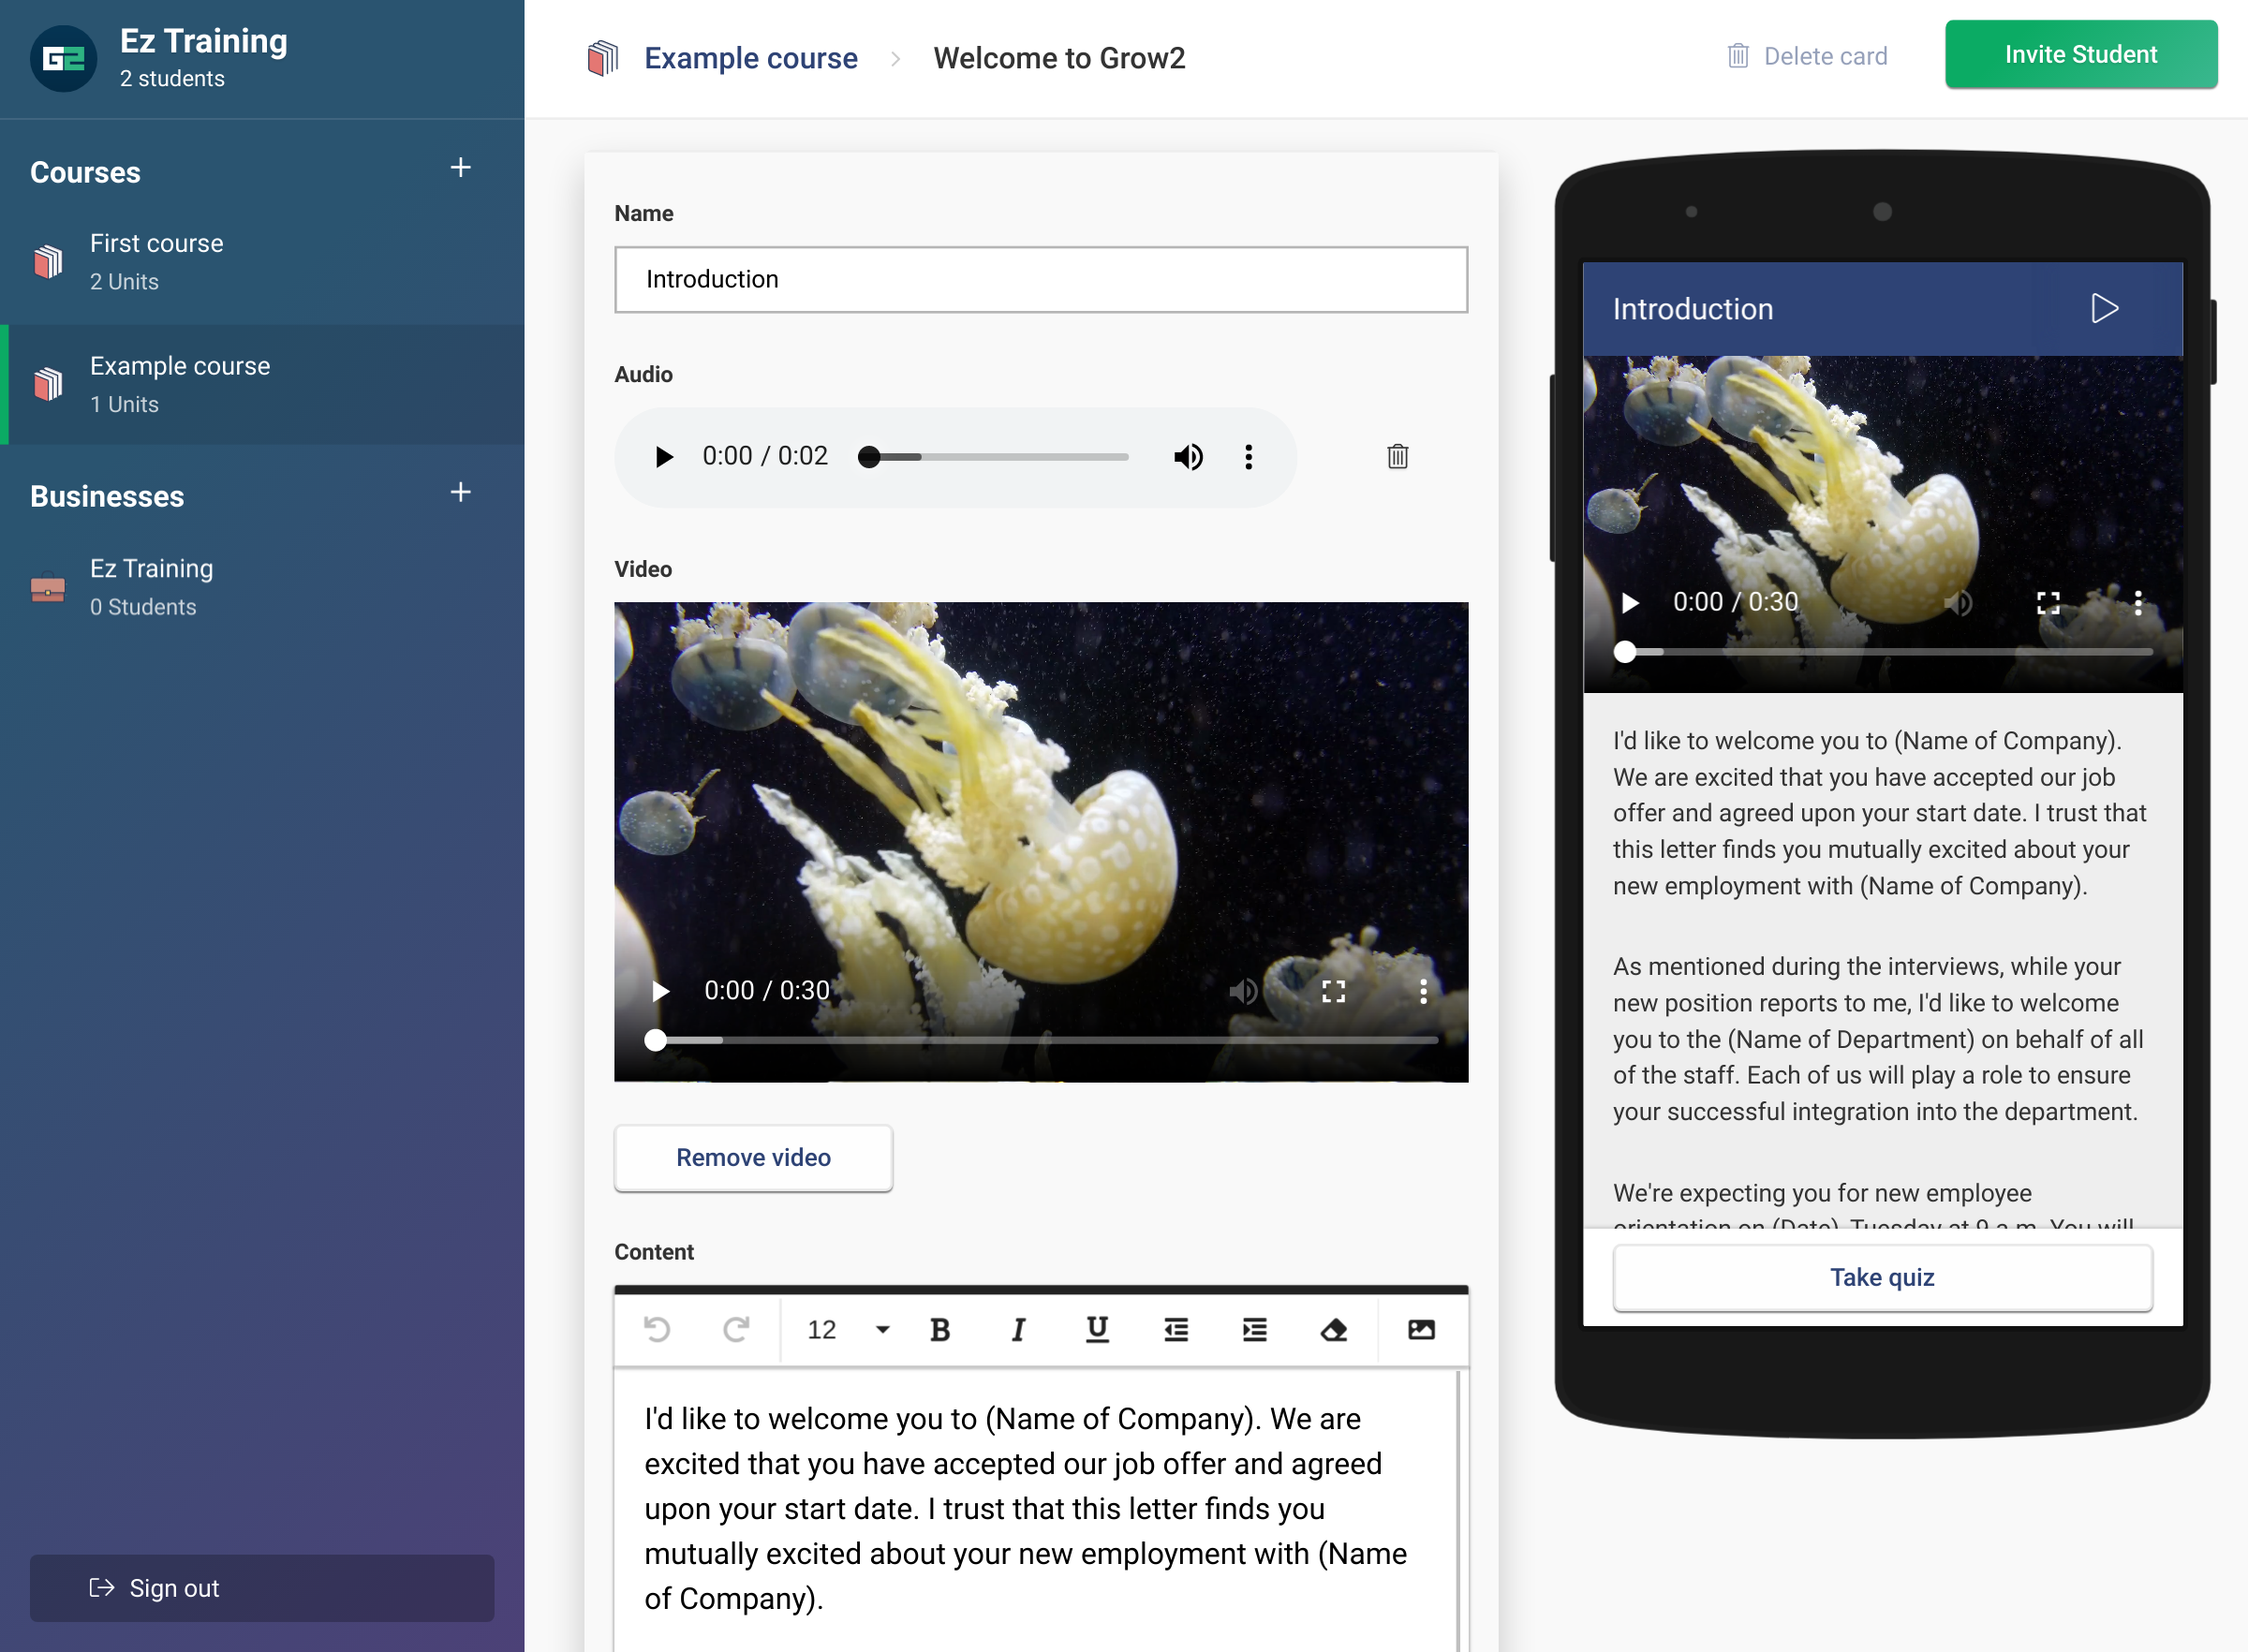 G2
Ez Training
2 students
Courses
First course
2 Units
Example course
1 Units
Businesses
Ez Training
0 Students
Sign out
Example course
Welcome to Grow2
Delete card
Invite Student
Name
Introduction
Audio
0:00 / 0:02
Video
0:00 / 0:30
Remove video
Content
12
B
I
U
I'd like to welcome you to (Name of Company). We are
excited that you have accepted our job offer and agreed
upon your start date. I trust that this letter finds you
mutually excited about your new employment with (Name
of Company).
Introduction
0:00 / 0:30
I'd like to welcome you to (Name of Company).
We are excited that you have accepted our job
offer and agreed upon your start date. I trust that
this letter finds you mutually excited about your
new employment with (Name of Company).
As mentioned during the interviews, while your
new position reports to me, I'd like to welcome
you to the (Name of Department) on behalf of all
of the staff. Each of us will play a role to ensure
your successful integration into the department.
We're expecting you for new employee
orientation on (Date), Tuesday at 9 a.m. You will
Take quiz